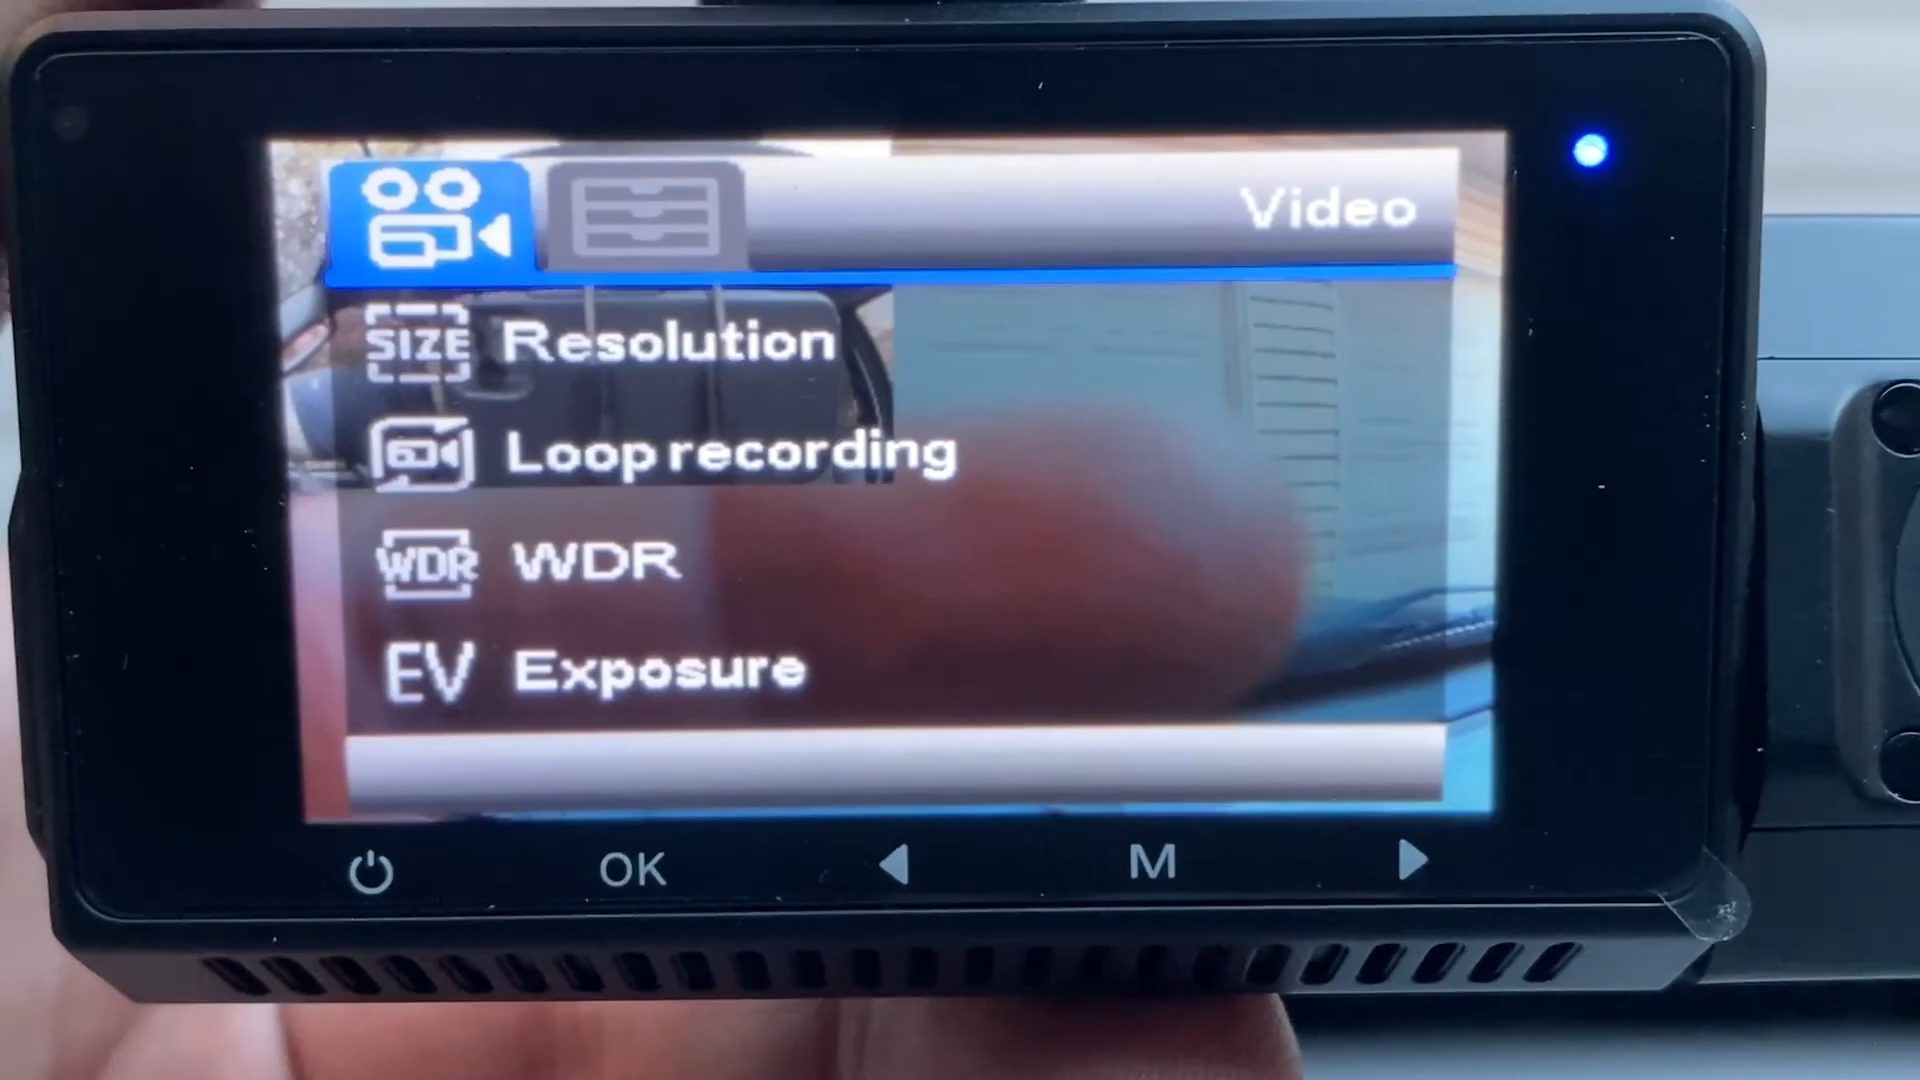 Video
SIZE Resolution
Loop recording
WDR WDR
EV Exposure
OK M